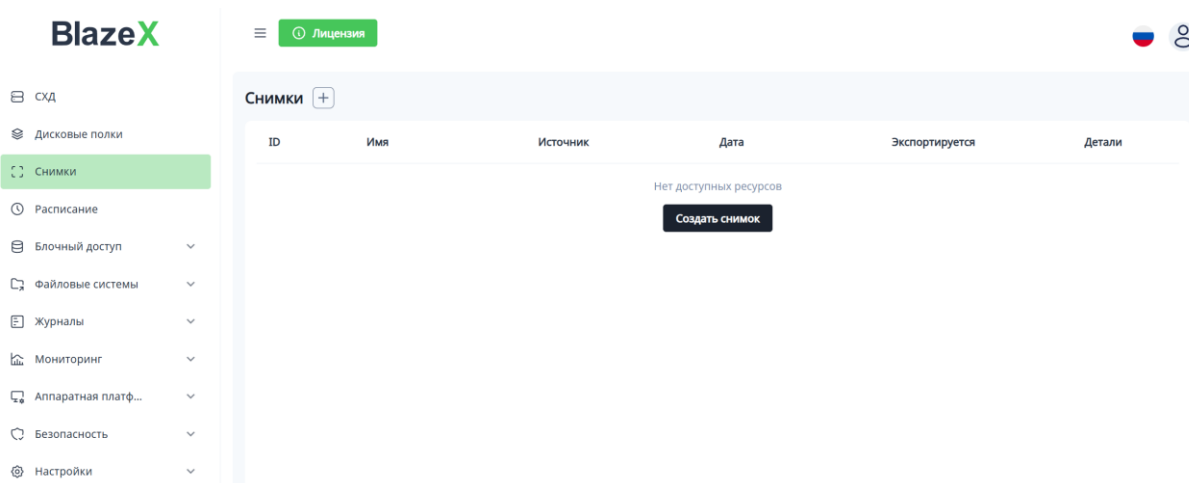 BlazeX
Лицензия
СХД
Дисковые полки
Снимки
Расписание
Блочный доступ
Файловые системы
Журналы
Мониторинг
Аппаратная платф...
Безопасность
Настройки
Снимки
ID Имя Источник Дата Экспортируется Детали
Нет доступных ресурсов
Создать снимок